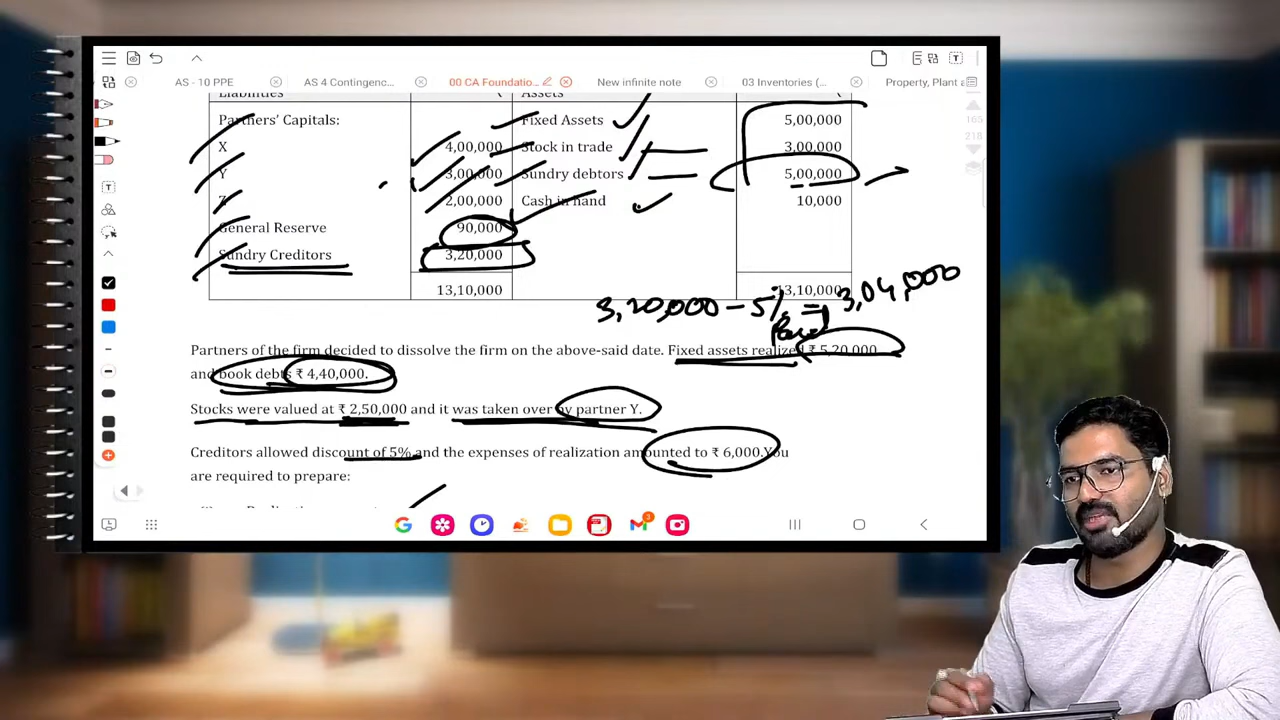 AS - 10 PPE
AS 4 Contingenc...
00 CA Foundatio...
New infinite note
03 Inventories (...
Property, Plant a
Liabilities ₹ Assets ₹
Partners' Capitals: Fixed Assets 5,00,000
X 4,00,000 Stock in trade 3,00,000
Y 3,00,000 Sundry debtors 5,00,000
Z 2,00,000 Cash in hand 10,000
General Reserve 90,000
Sundry Creditors 3,20,000
13,10,000 13,10,000
3,20,000 - 5% = 3,04,000
Partners of the firm decided to dissolve the firm on the above-said date. Fixed assets realized ₹ 5,20,000
and book debts ₹ 4,40,000.
Stocks were valued at ₹ 2,50,000 and it was taken over by partner Y.
Creditors allowed discount of 5% and the expenses of realization amounted to ₹ 6,000.You
are required to prepare:
165
218
3